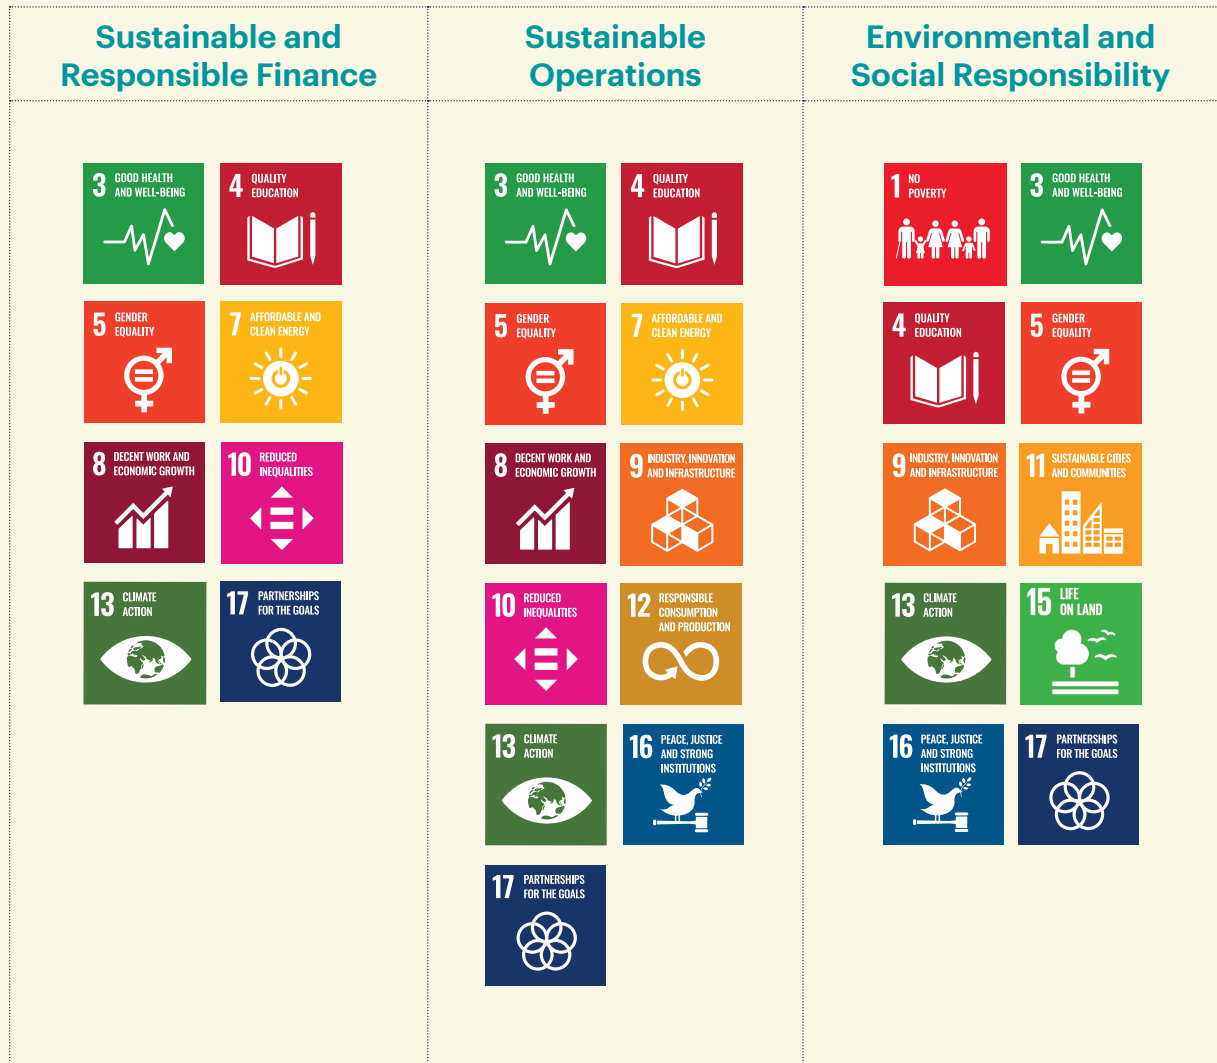 Sustainable and
Responsible Finance
3 GOOD HEALTH
AND WELL-BEING
4 QUALITY
EDUCATION
5 GENDER
EQUALITY
7 AFFORDABLE AND
CLEAN ENERGY
8 DECENT WORK AND
ECONOMIC GROWTH
10 REDUCED
INEQUALITIES
13 CLIMATE
ACTION
17 PARTNERSHIPS
FOR THE GOALS
Sustainable
Operations
3 GOOD HEALTH
AND WELL-BEING
4 QUALITY
EDUCATION
5 GENDER
EQUALITY
7 AFFORDABLE AND
CLEAN ENERGY
8 DECENT WORK AND
ECONOMIC GROWTH
9 INDUSTRY, INNOVATION
AND INFRASTRUCTURE
10 REDUCED
INEQUALITIES
12 RESPONSIBLE
CONSUMPTION
AND PRODUCTION
13 CLIMATE
ACTION
16 PEACE, JUSTICE
AND STRONG
INSTITUTIONS
17 PARTNERSHIPS
FOR THE GOALS
Environmental and
Social Responsibility
1 NO
POVERTY
3 GOOD HEALTH
AND WELL-BEING
4 QUALITY
EDUCATION
5 GENDER
EQUALITY
9 INDUSTRY, INNOVATION
AND INFRASTRUCTURE
11 SUSTAINABLE CITIES
AND COMMUNITIES
13 CLIMATE
ACTION
15 LIFE
ON LAND
16 PEACE, JUSTICE
AND STRONG
INSTITUTIONS
17 PARTNERSHIPS
FOR THE GOALS